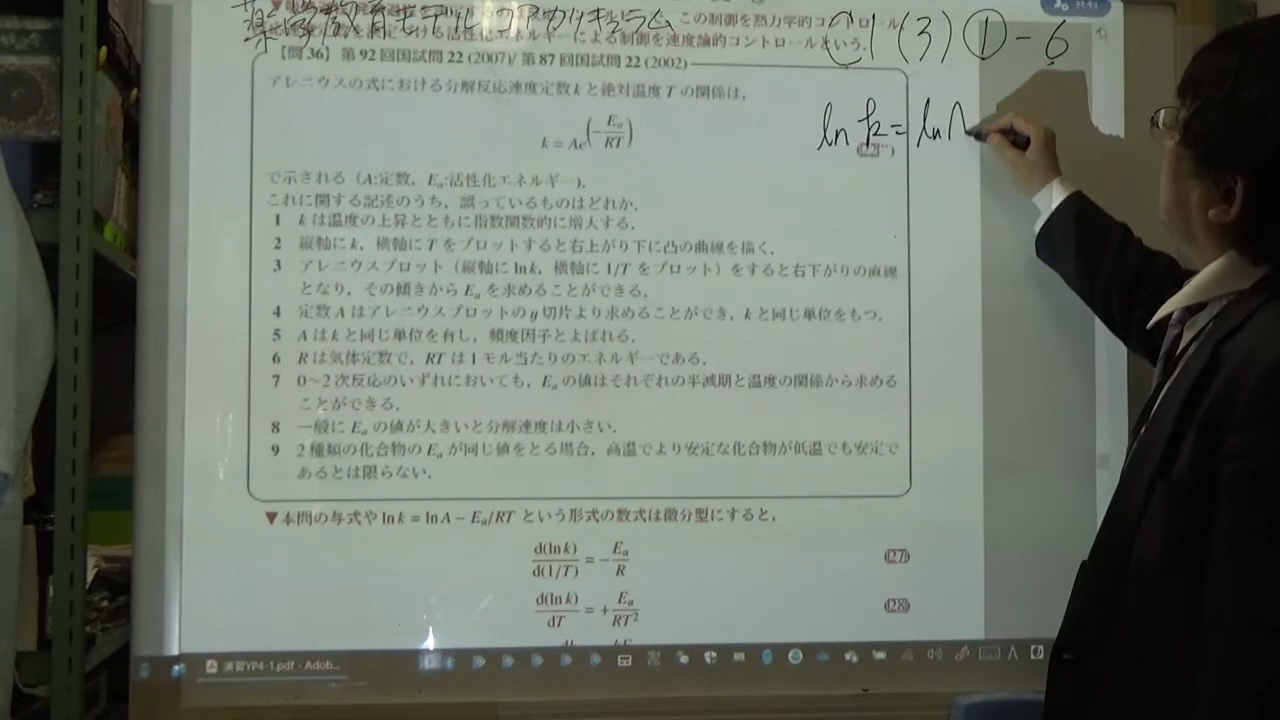 薬学教育モデルコアカリキュラム C1(3)①-6
この制御を熱力学的コントロール
活性化エネルギーによる制御を速度論的コントロールという.
【問36】第92回国試問22(2007)/第87回国試問22(2002)
アレニウスの式における分解反応速度定数kと絶対温度Tの関係は,
k = Ae^(-Ea/RT)
ln k = ln A
で示される (A:定数, Ea:活性化エネルギー).
これに関する記述のうち, 誤っているものはどれか.
1 kは温度の上昇とともに指数関数的に増大する.
2 縦軸にk, 横軸にTをプロットすると右上がり下に凸の曲線を描く.
3 アレニウスプロット (縦軸にln k, 横軸に1/Tをプロット) をすると右下がりの直線
となり, その傾きからEaを求めることができる.
4 定数Aはアレニウスプロットのy切片より求めることができ, kと同じ単位をもつ.
5 Aはkと同じ単位を有し, 頻度因子とよばれる.
6 Rは気体定数で, RTは1モル当たりのエネルギーである.
7 0~2次反応のいずれにおいても, Eaの値はそれぞれの半減期と温度の関係から求める
ことができる.
8 一般にEaの値が大きいと分解速度は小さい.
9 2種類の化合物のEaが同じ値をとる場合, 高温でより安定な化合物が低温でも安定で
あるとは限らない.
▼本問の与式やln k = ln A − Ea/RTという形式の数式は微分型にすると,
d(ln k)/d(1/T) = −Ea/R (27)
d(ln k)/dT = +Ea/RT² (28)
演習YP4-1.pdf - Adob...